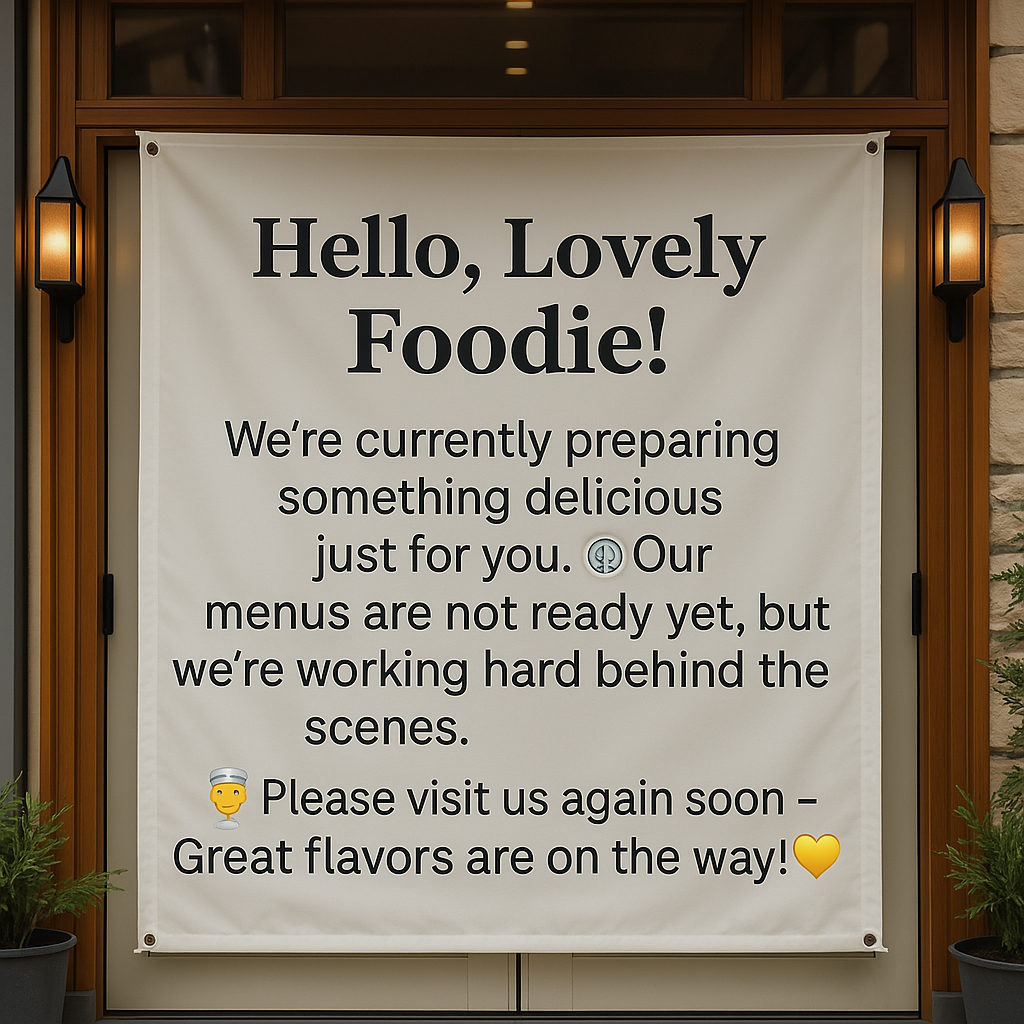 Hello, Lovely
Foodie!
We're currently preparing
something delicious
just for you. Our
menus are not ready yet, but
we're working hard behind the
scenes.
Please visit us again soon –
Great flavors are on the way!💛